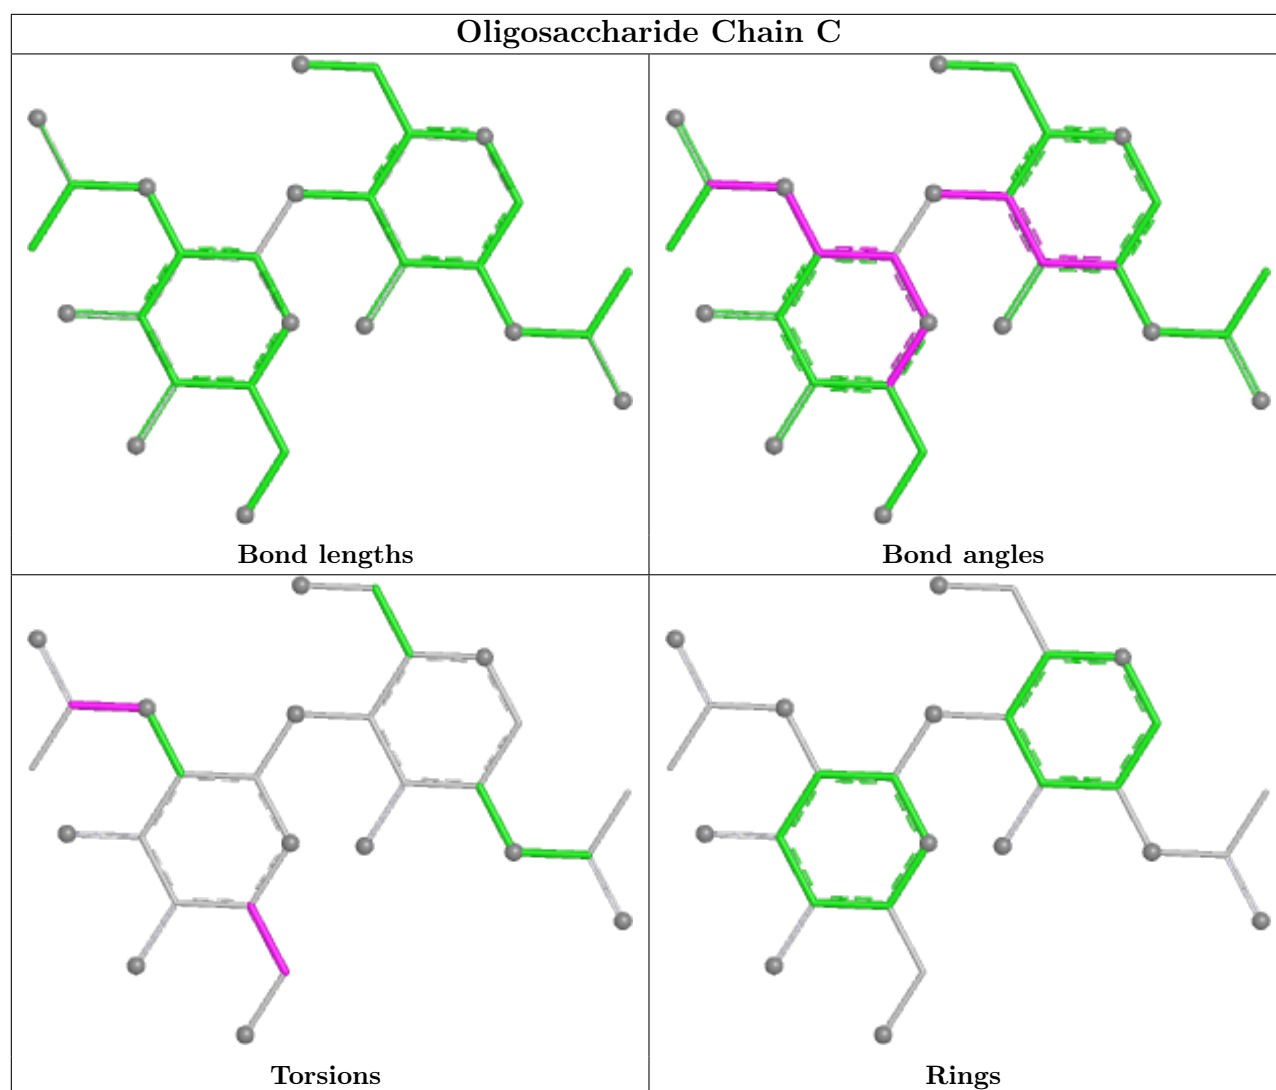 Oligosaccharide Chain C
Bond lengths
Bond angles
Torsions
Rings